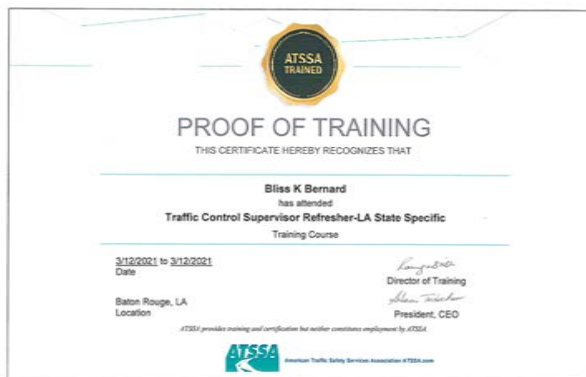 ATSSA
TRAINED
PROOF OF TRAINING
THIS CERTIFICATE HEREBY RECOGNIZES THAT
Bliss K Bernard
has attended
Traffic Control Supervisor Refresher-LA State Specific
Training Course
3/12/2021 to 3/12/2021
Date
Director of Training
Baton Rouge, LA
Location
President, CEO
ATSSA provides training and certification but neither constitutes employment by ATSSA
ATSSA
American Traffic Safety Services Association ATSSA.com